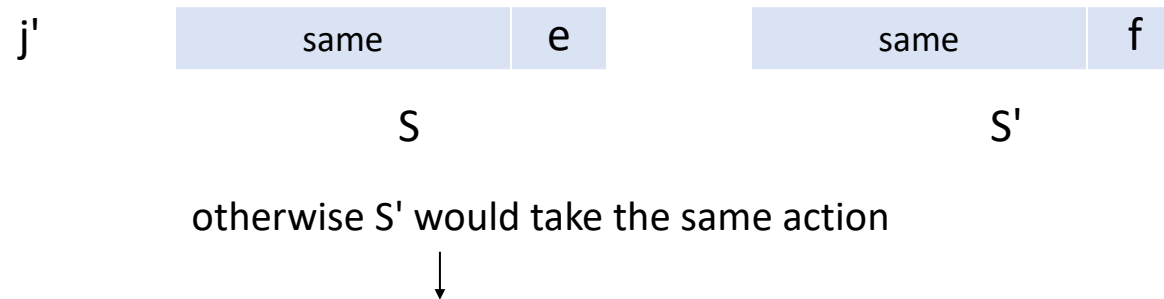 j' same e same f
S S'
otherwise S' would take the same action